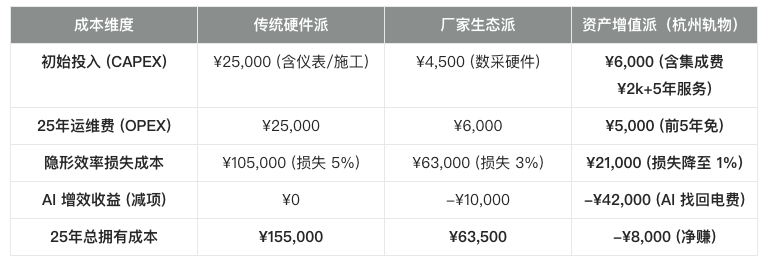 成本维度 传统硬件派 厂家生态派 资产增值派（杭州轨物）
初始投入 (CAPEX) ¥25,000 (含仪表/施工) ¥4,500 (数采硬件) ¥6,000 (含集成费
¥2k+5年服务)
25年运维费 (OPEX) ¥25,000 ¥6,000 ¥5,000 (前5年免)
隐形效率损失成本 ¥105,000 (损失 5%) ¥63,000 (损失 3%) ¥21,000 (损失降至 1%)
AI 增效收益 (减项) ¥0 –¥10,000 –¥42,000 (AI 找回电费)
25年总拥有成本 ¥155,000 ¥63,500 –¥8,000 (净赚)